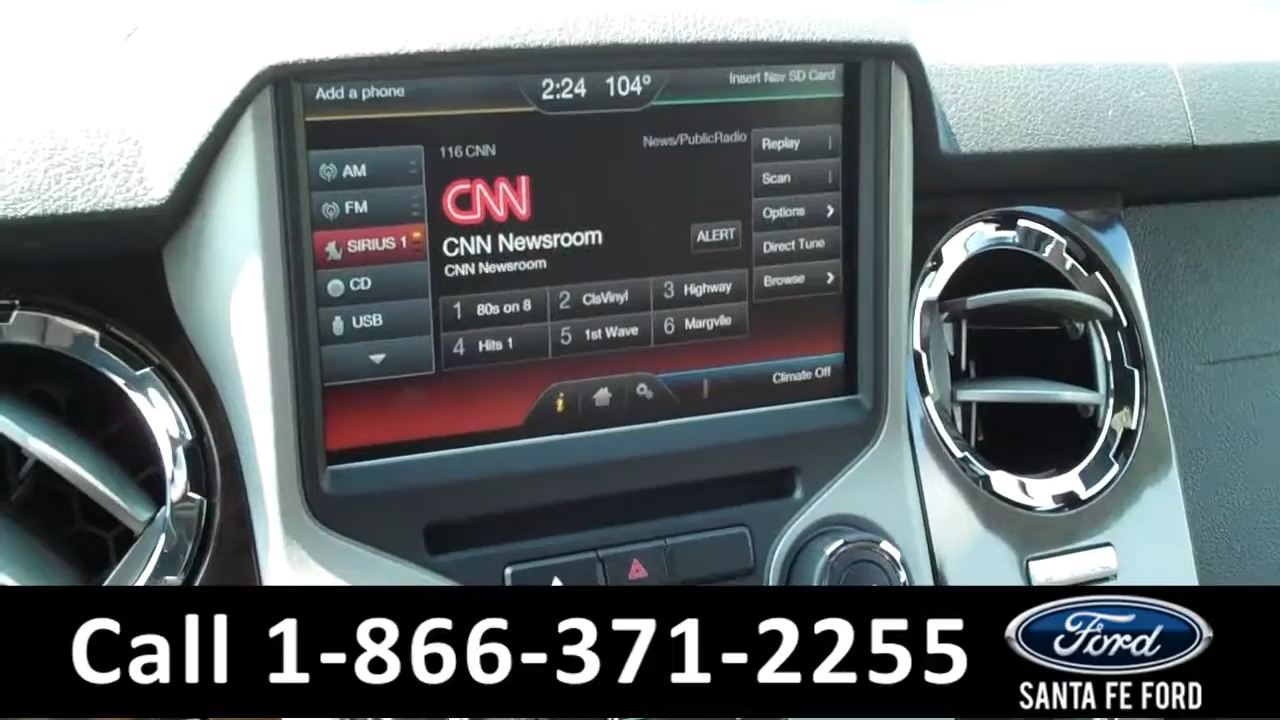 Add a phone
2:24 104°
Insert Nav SD Card
AM
FM
SIRIUS 1
CD
USB
116 CNN
News/PublicRadio
CNN
CNN Newsroom
CNN Newsroom
ALERT
1 80s on 8
2 ClsVinyl
3 Highway
4 Hits 1
5 1st Wave
6 Margvlle
Replay
Scan
Options
Direct Tune
Browse
i
Climate Off
Call 1-866-371-2255
Ford
SANTA FE FORD